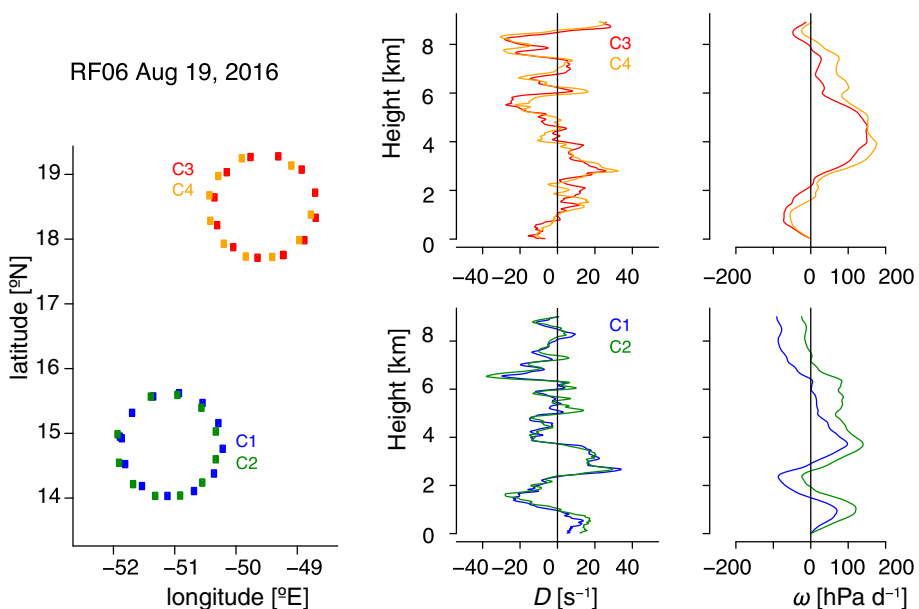 RF06 Aug 19, 2016
latitude [ºN]
19
18
17
16
15
14
C3
C4
C1
C2
−52 −51 −50 −49
longitude [ºE]
Height [km]
8
6
4
2
0
C3
C4
−40 −20 0 20 40
−200 0 100 200
Height [km]
8
6
4
2
0
C1
C2
−40 −20 0 20 40
D [s⁻¹]
−200 0 100 200
ω [hPa d⁻¹]